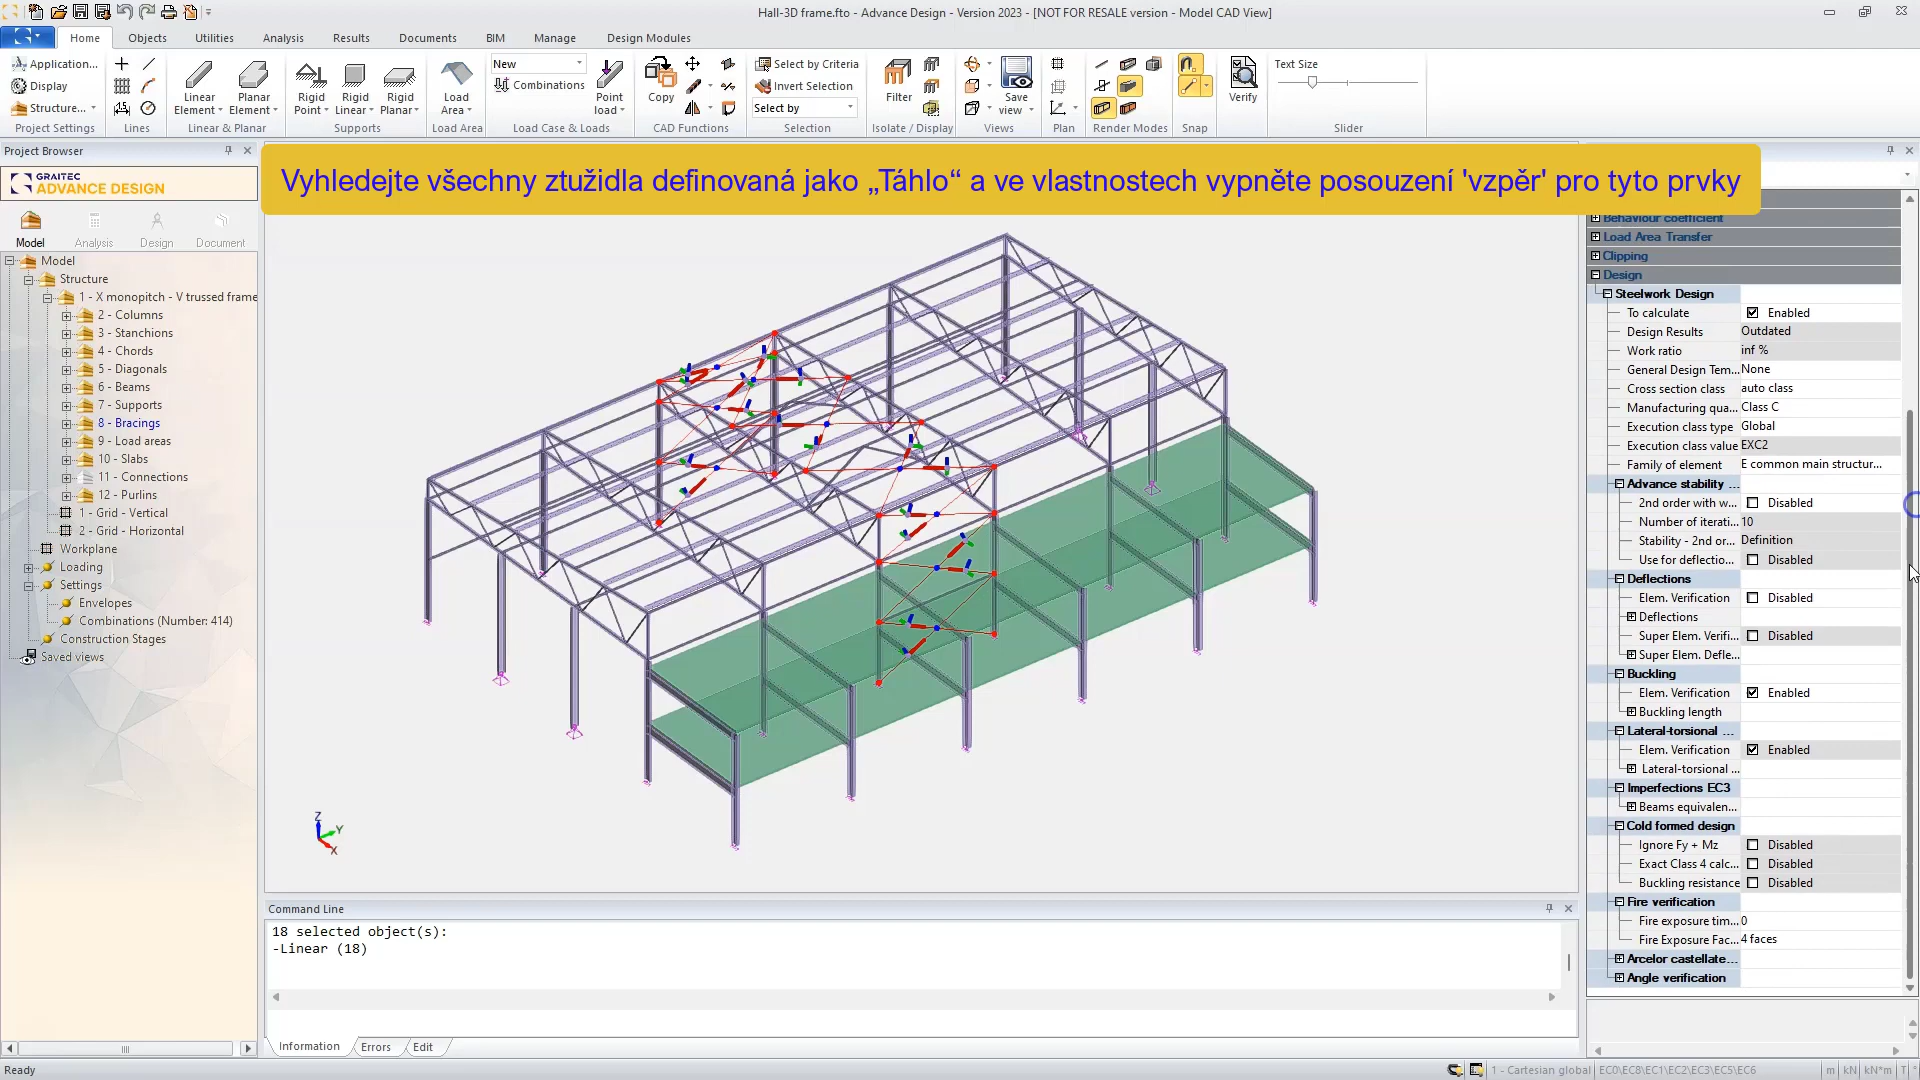 Hall-3D frame.fto - Advance Design - Version 2023 - [NOT FOR RESALE version - Model CAD View]
Home Objects Utilities Analysis Results Documents BIM Manage Design Modules
Application...
Display
Structure...
Project Settings
Lines
Linear Element
Planar Element
Linear & Planar
Rigid Point
Rigid Linear
Rigid Planar
Supports
Load Area
Load Area
New
Combinations
Point load
Load Case & Loads
Copy
CAD Functions
Select by Criteria
Invert Selection
Select by
Selection
Filter
Isolate / Display
Save view
Views
Plan
Render Modes
Snap
Verify
Text Size
Slider
Project Browser
GRAITEC
ADVANCE DESIGN
Model Analysis Design Document
Vyhledejte všechny ztužidla definovaná jako „Táhlo“ a ve vlastnostech vypněte posouzení 'vzpěr' pro tyto prvky
Model
Structure
1 - X monopitch - V trussed frame
2 - Columns
3 - Stanchions
4 - Chords
5 - Diagonals
6 - Beams
7 - Supports
8 - Bracings
9 - Load areas
10 - Slabs
11 - Connections
12 - Purlins
1 - Grid - Vertical
2 - Grid - Horizontal
Workplane
Loading
Settings
Envelopes
Combinations (Number: 414)
Construction Stages
Saved views
Z
Y
X
Behaviour coefficient
Load Area Transfer
Clipping
Design
Steelwork Design
To calculate Enabled
Design Results Outdated
Work ratio inf %
General Design Tem... None
Cross section class auto class
Manufacturing qua... Class C
Execution class type Global
Execution class value EXC2
Family of element E common main structur...
Advance stability ...
2nd order with w... Disabled
Number of iterati... 10
Stability - 2nd or... Definition
Use for deflectio... Disabled
Deflections
Elem. Verification Disabled
Deflections
Super Elem. Verifi... Disabled
Super Elem. Defle...
Buckling
Elem. Verification Enabled
Buckling length
Lateral-torsional ...
Elem. Verification Enabled
Lateral-torsional ...
Imperfections EC3
Beams equivalen...
Cold formed design
Ignore Fy + Mz Disabled
Exact Class 4 calc... Disabled
Buckling resistance Disabled
Fire verification
Fire exposure tim... 0
Fire Exposure Fac... 4 faces
Arcelor castellate...
Angle verification
Command Line
18 selected object(s):
-Linear (18)
Information Errors Edit
Ready
1 - Cartesian global EC0\EC8\EC1\EC2\EC3\EC5\EC6 m kN kN*m T °